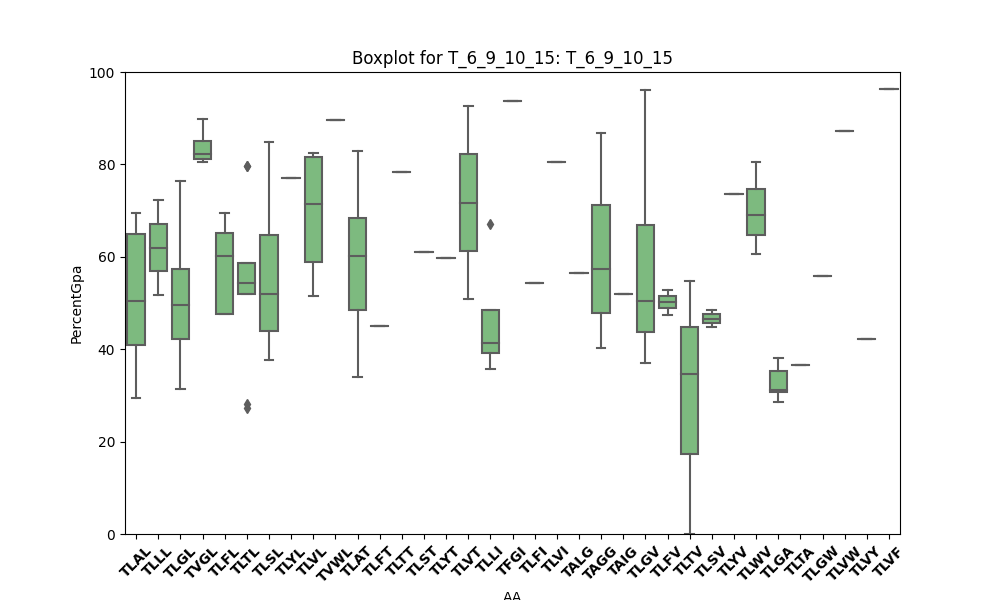 Boxplot for T_6_9_10_15: T_6_9_10_15
100
80
60
40
20
0
PercentGpa
TLAL TLLL TLGL TVGL TLFL TLTL TLSL TLYL TLVL TVWL TLAT TLFT TLTT TLST TLYT TLVT TLLI TFGI TLFI TLVI TALG TAGG TAIG TLGV TLFV TLTV TLSV TLYV TLWV TLGA TLTA TLGW TLVW TLVY TLVF
AA